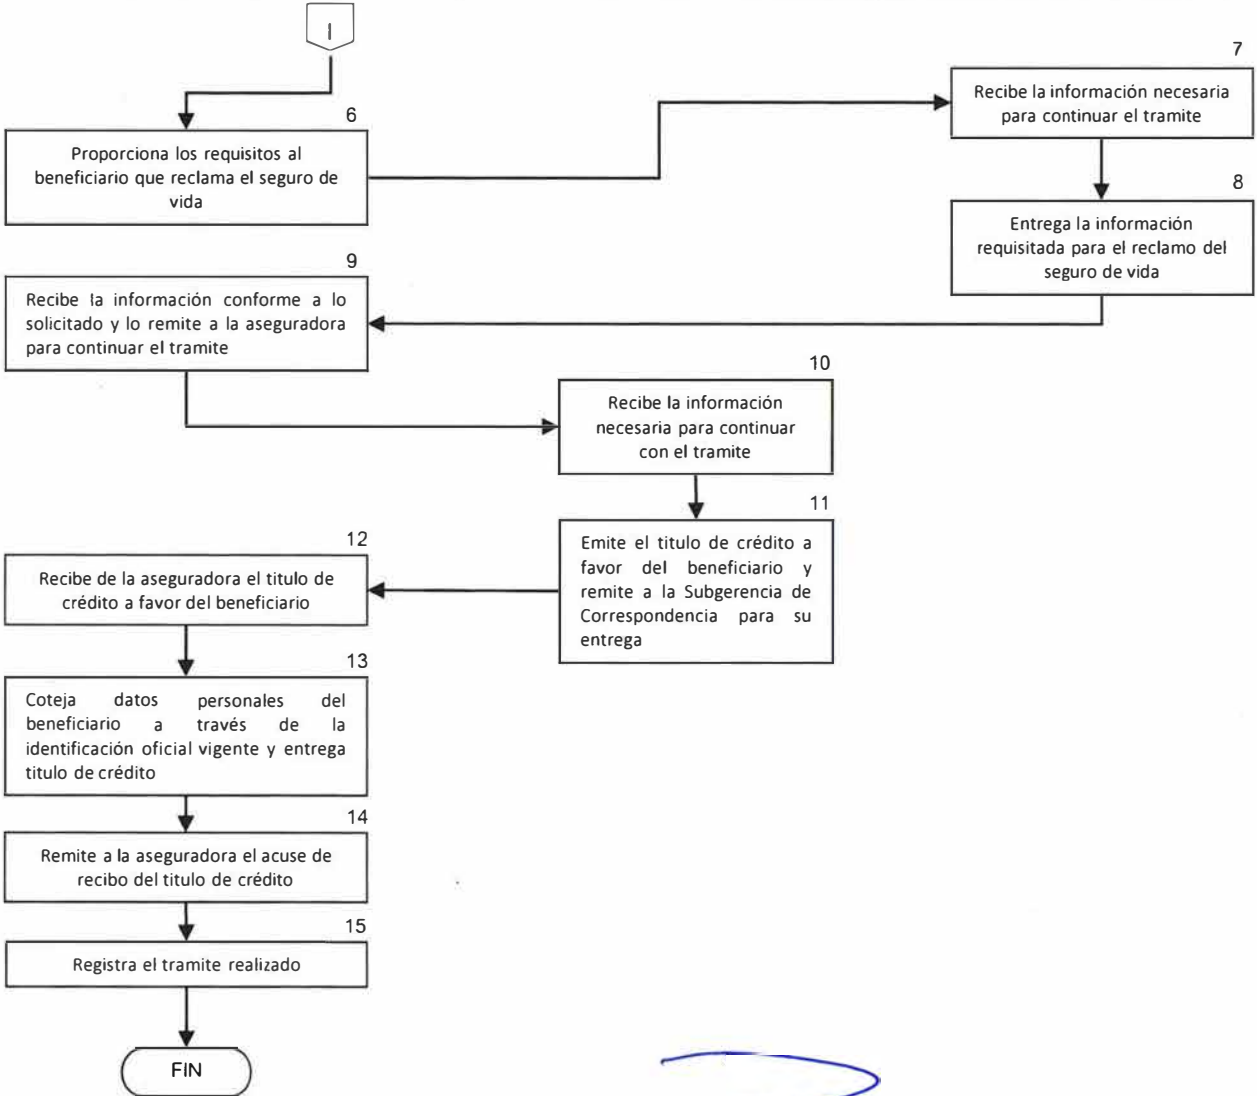 I
6
Proporciona los requisitos al
beneficiario que reclama el seguro de
vida
7
Recibe la información necesaria
para continuar el tramite
8
Entrega la información
requisitada para el reclamo del
seguro de vida
9
Recibe la información conforme a lo
solicitado y lo remite a la aseguradora
para continuar el tramite
10
Recibe la información
necesaria para continuar
con el tramite
11
Emite el titulo de crédito a
favor del beneficiario y
remite a la Subgerencia de
Correspondencia para su
entrega
12
Recibe de la aseguradora el titulo de
crédito a favor del beneficiario
13
Coteja datos personales del
beneficiario a través de la
identificación oficial vigente y entrega
titulo de crédito
14
Remite a la aseguradora el acuse de
recibo del titulo de crédito
15
Registra el tramite realizado
FIN